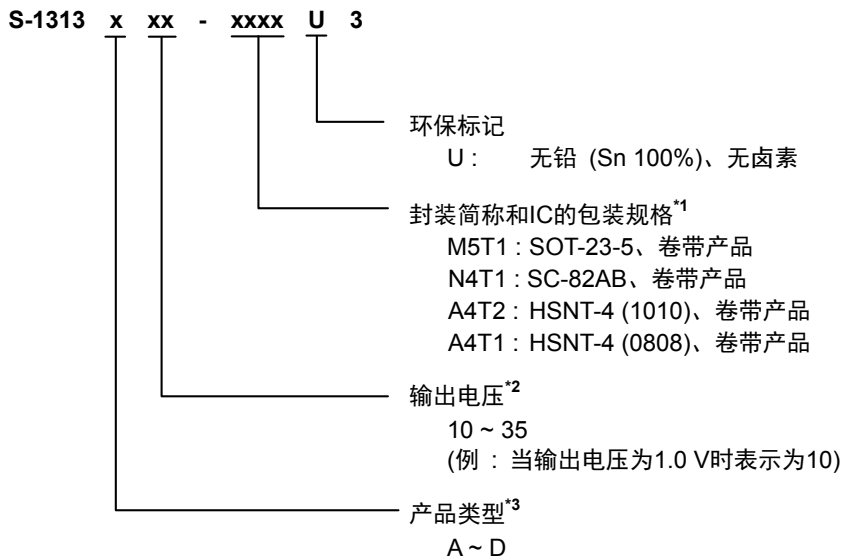 S-1313 x xx - xxxx U 3
环保标记
U : 无铅 (Sn 100%)、无卤素
封装简称和IC的包装规格*1
M5T1 : SOT-23-5、卷带产品
N4T1 : SC-82AB、卷带产品
A4T2 : HSNT-4 (1010)、卷带产品
A4T1 : HSNT-4 (0808)、卷带产品
输出电压*2
10 ~ 35
(例 : 当输出电压为1.0 V时表示为10)
产品类型*3
A ~ D